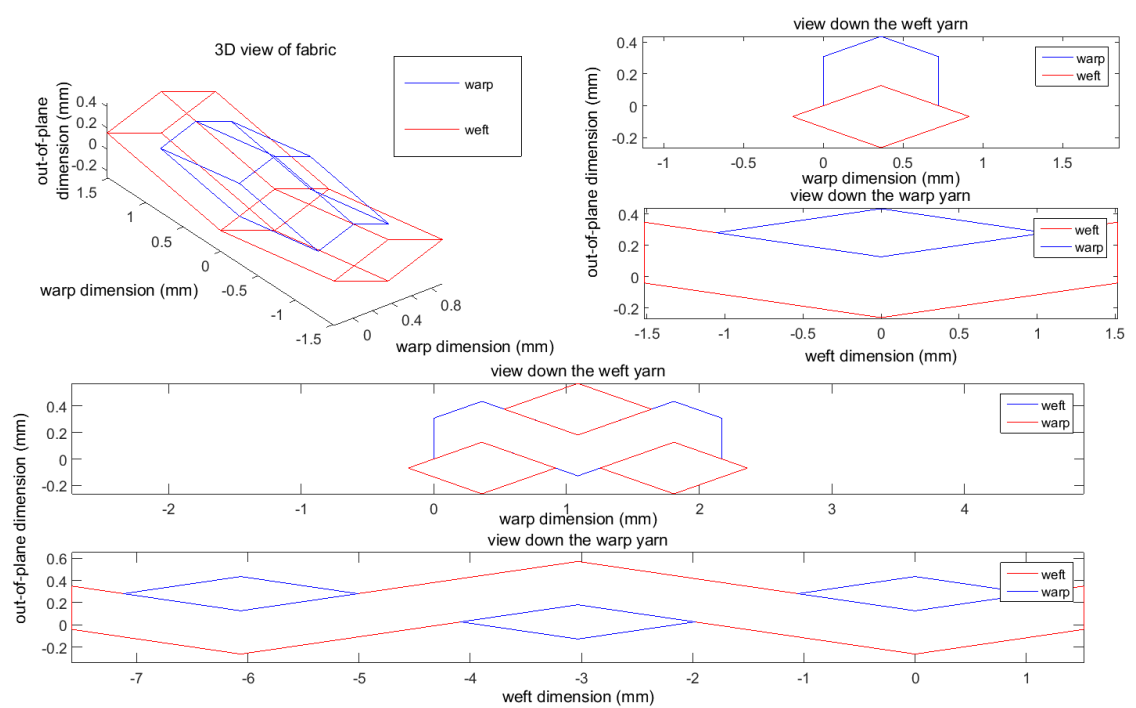 3D view of fabric
warp
weft
out-of-plane
dimension (mm)
0.4
0.2
0
-0.2
1.5
1
0.5
0
-0.5
-1
-1.5
warp dimension (mm)
0
0.4
0.8
warp dimension (mm)
view down the weft yarn
0.4
0.2
0
-0.2
warp
weft
-1
-0.5
0
0.5
1
1.5
warp dimension (mm)
out-of-plane dimension (mm)
view down the warp yarn
0.4
0.2
0
-0.2
weft
warp
-1.5
-1
-0.5
0
0.5
1
1.5
weft dimension (mm)
view down the weft yarn
0.4
0.2
0
-0.2
weft
warp
-2
-1
0
1
2
3
4
warp dimension (mm)
out-of-plane dimension (mm)
view down the warp yarn
0.6
0.4
0.2
0
-0.2
weft
warp
-7
-6
-5
-4
-3
-2
-1
0
1
weft dimension (mm)